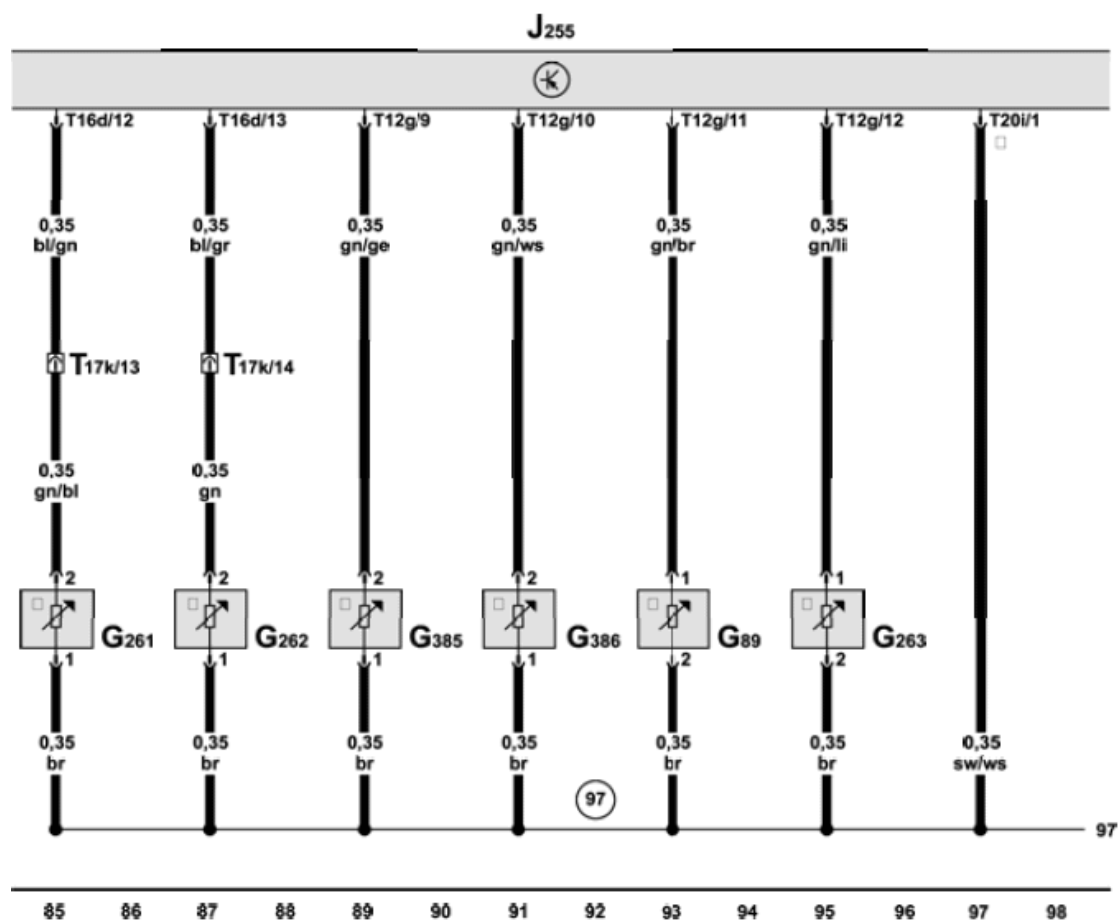 J255
T16d/12 T16d/13 T12g/9 T12g/10 T12g/11 T12g/12 T20i/1
0,35 0,35 0,35 0,35 0,35 0,35
bl/gn bl/gr gn/ge gn/ws gn/br gn/li
T17k/13 T17k/14
0,35 0,35
gn/bl gn
2 2 2 2 1 1
G261 G262 G385 G386 G89 G263
1 1 1 1 2 2
0,35 0,35 0,35 0,35 0,35 0,35 0,35
br br br br br br sw/ws
97
97
85 86 87 88 89 90 91 92 93 94 95 96 97 98